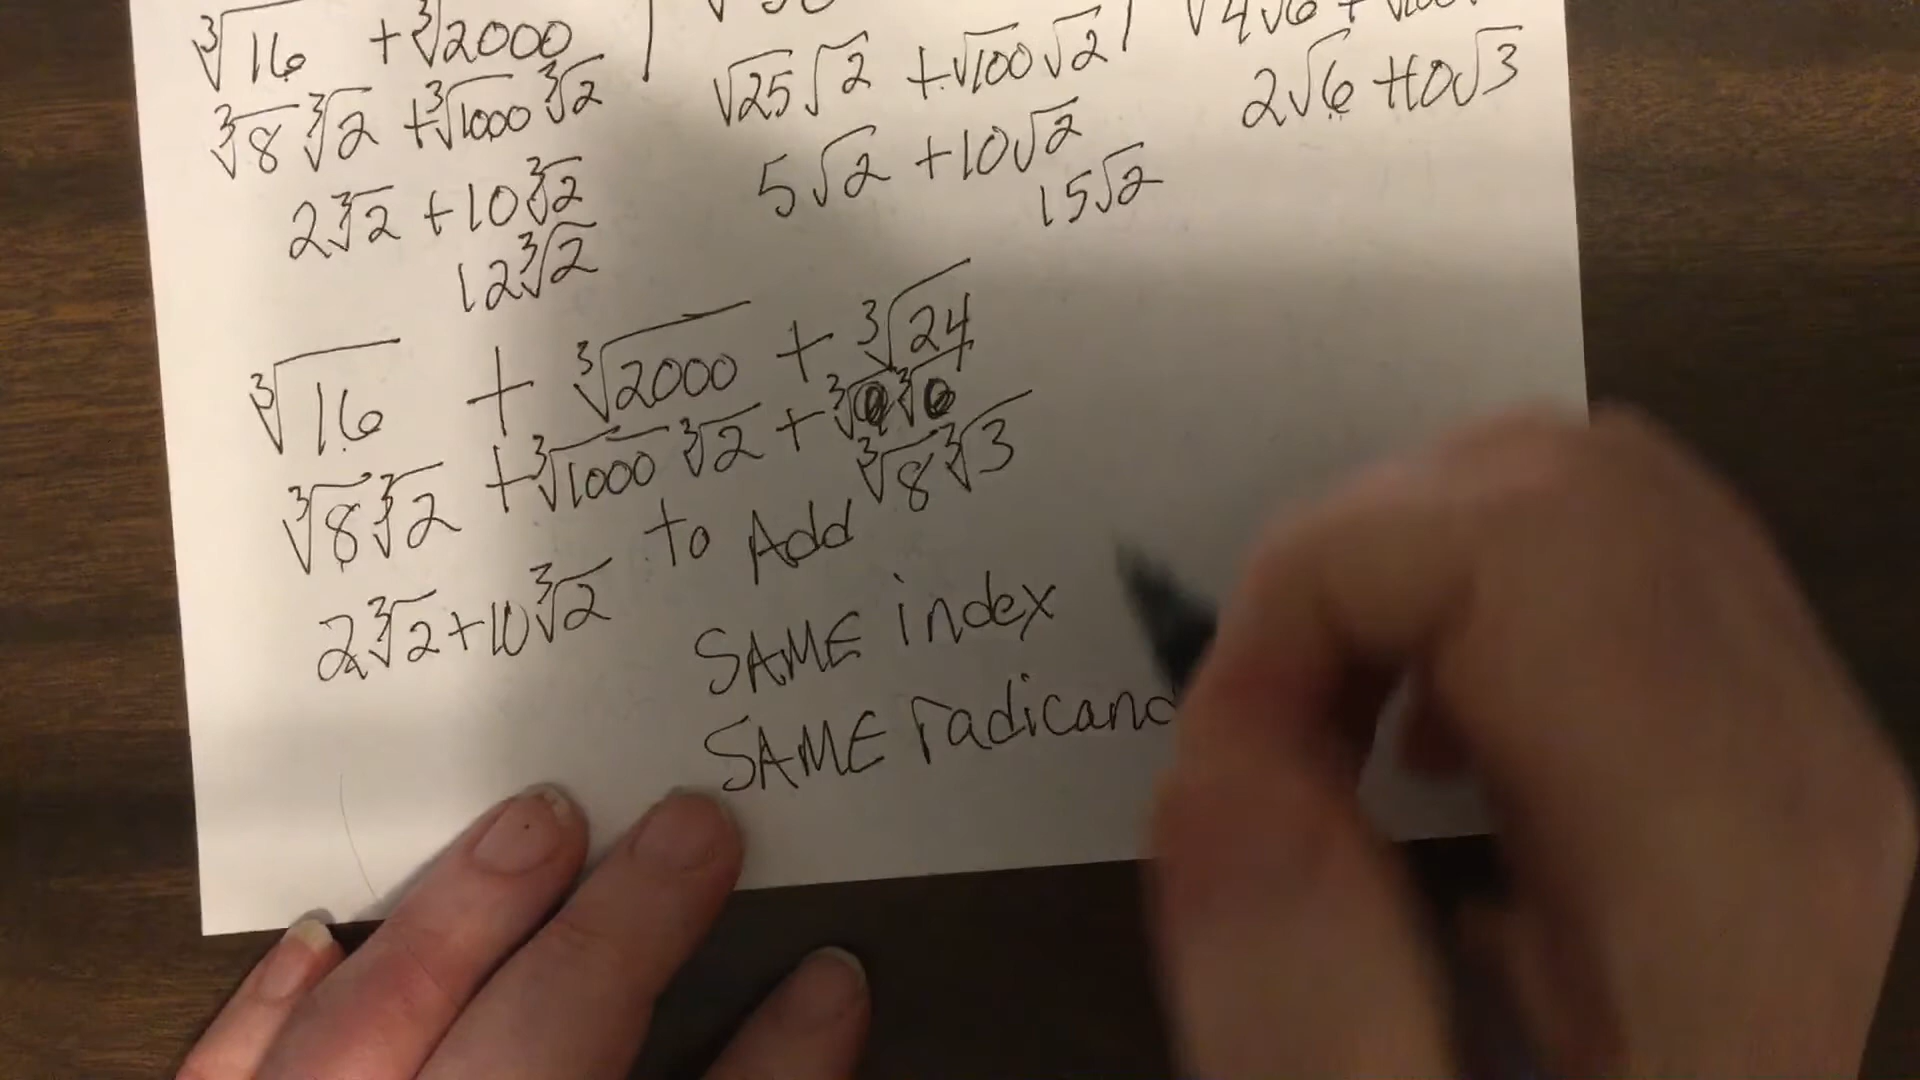 ∛16 + ∛2000
∛8 ∛2 + ∛1000 ∛2
2∛2 + 10∛2
12∛2
√25 √2 + √100 √2
5√2 + 10√2
15√2
√4 √6 +
2√6 + 10√3
∛16 + ∛2000 + ∛24
∛8 ∛2 + ∛1000 ∛2 +
∛8 ∛3
2∛2 + 10∛2
to Add
SAME index
SAME radicand